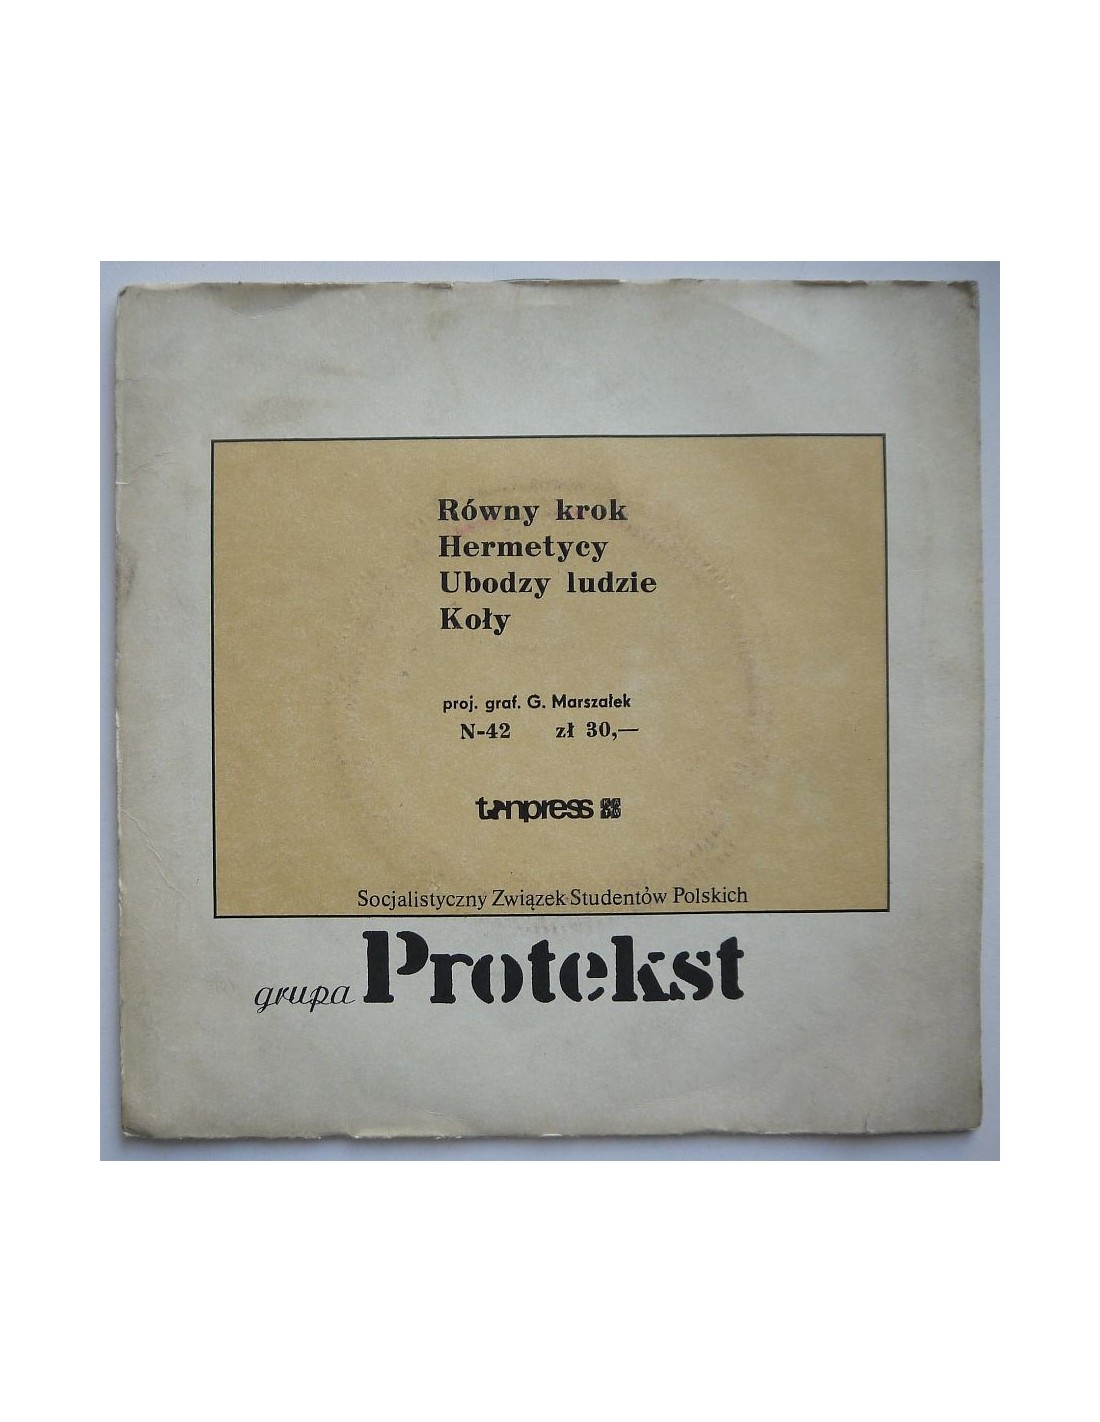 Równy krok
Hermetycy
Ubodzy ludzie
Koły
proj. graf. G. Marszałek
N-42 zł 30,—
tonpress
Socjalistyczny Związek Studentów Polskich
grupa Protekst